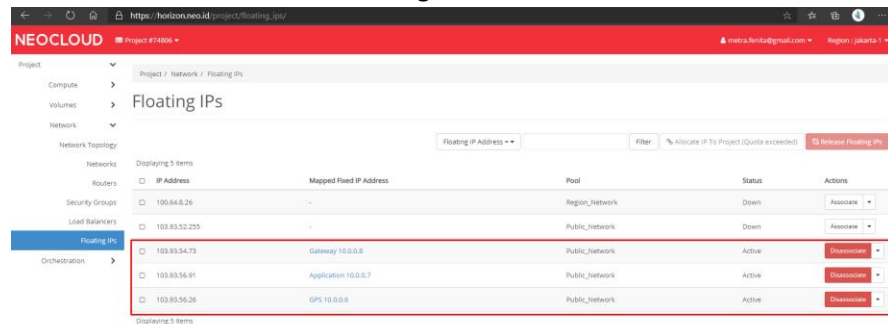 https://horizon.neo.id/project/floating_ips/
NEOCLOUD Project #74806 metra.fenita@gmail.com Region : jakarta-1
Project
Compute
Volumes
Network
Network Topology
Networks
Routers
Security Groups
Load Balancers
Floating IPs
Orchestration
Project / Network / Floating IPs
Floating IPs
Floating IP Address = Filter Allocate IP To Project (Quota exceeded) Release Floating IPs
Displaying 5 items
IP Address Mapped Fixed IP Address Pool Status Actions
100.64.8.26 - Region_Network Down Associate
103.93.52.255 - Public_Network Down Associate
103.93.54.73 Gateway 10.0.0.8 Public_Network Active Disassociate
103.93.56.91 Application 10.0.0.7 Public_Network Active Disassociate
103.93.56.26 GPS 10.0.0.6 Public_Network Active Disassociate
Displaying 5 items